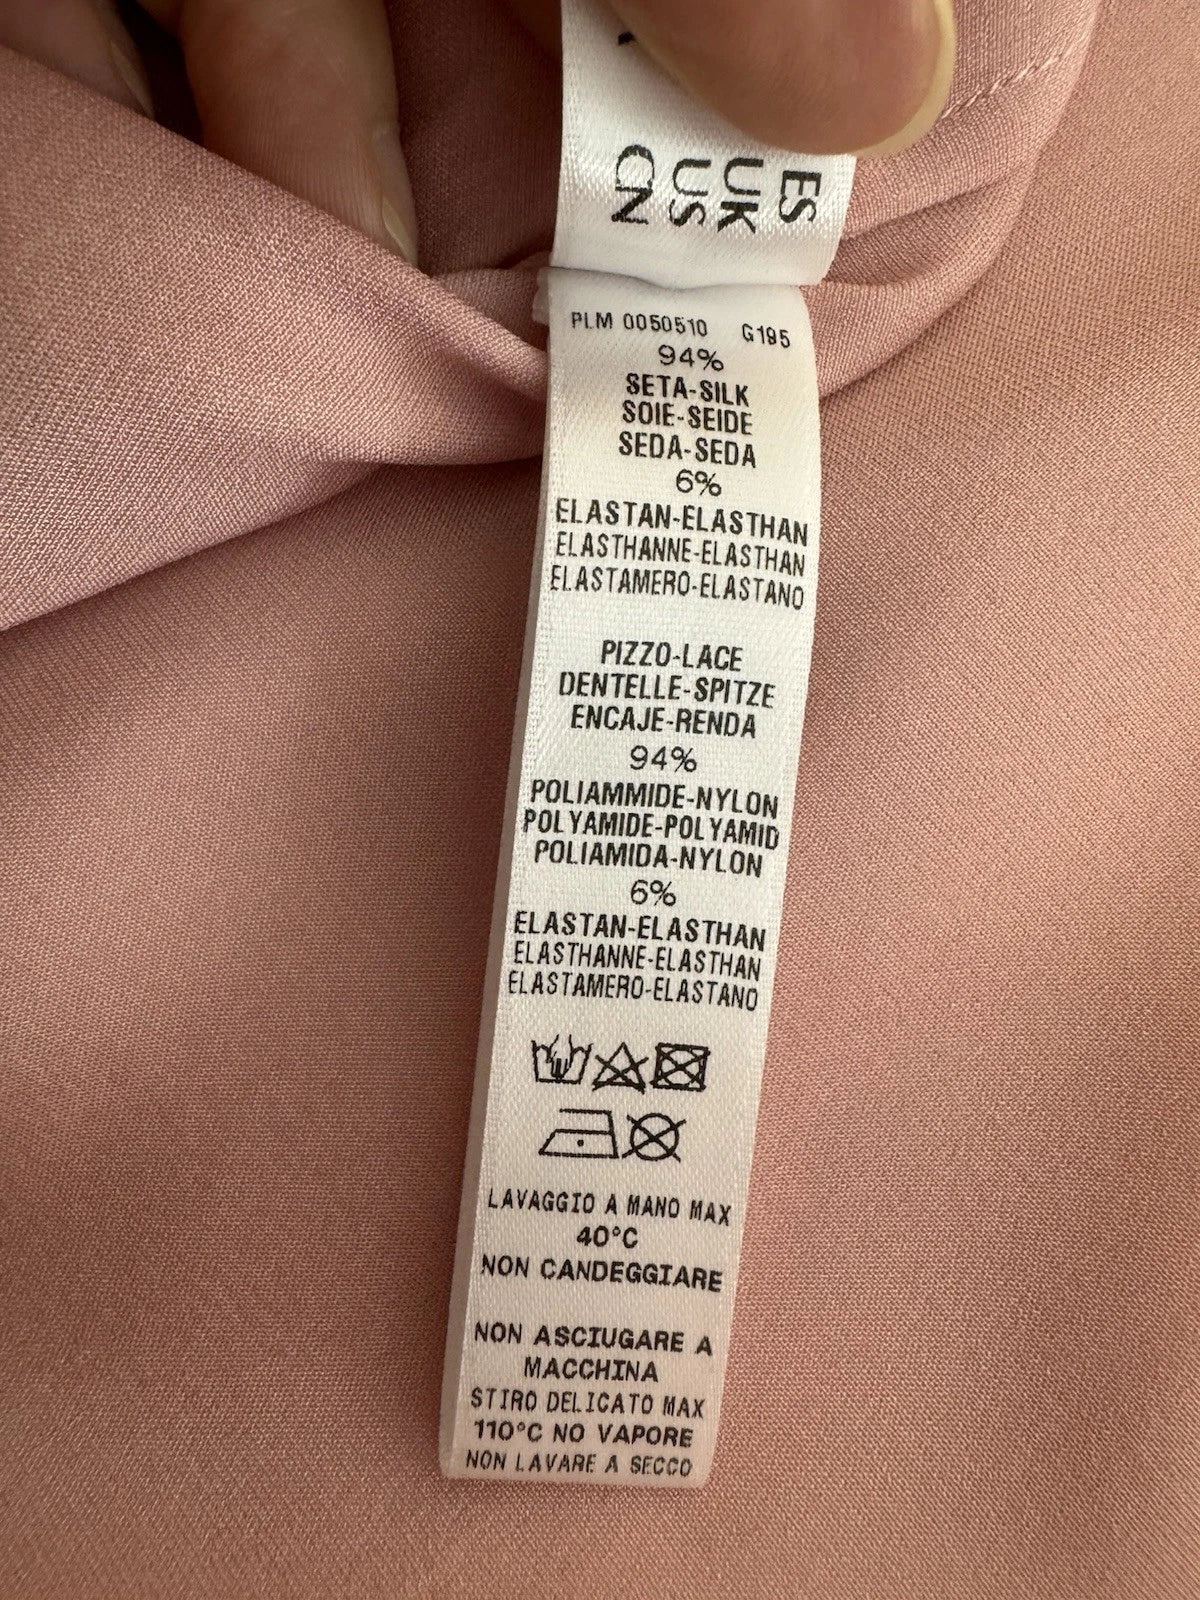 ES
UK
US
CN
PLM 0050510 G195
94%
SETA-SILK
SOIE-SEIDE
SEDA-SEDA
6%
ELASTAN-ELASTHAN
ELASTHANNE-ELASTHAN
ELASTAMERO-ELASTANO
PIZZO-LACE
DENTELLE-SPITZE
ENCAJE-RENDA
94%
POLIAMMIDE-NYLON
POLYAMIDE-POLYAMID
POLIAMIDA-NYLON
6%
ELASTAN-ELASTHAN
ELASTHANNE-ELASTHAN
ELASTAMERO-ELASTANO
LAVAGGIO A MANO MAX
40°C
NON CANDEGGIARE
NON ASCIUGARE A
MACCHINA
STIRO DELICATO MAX
110°C NO VAPORE
NON LAVARE A SECCO